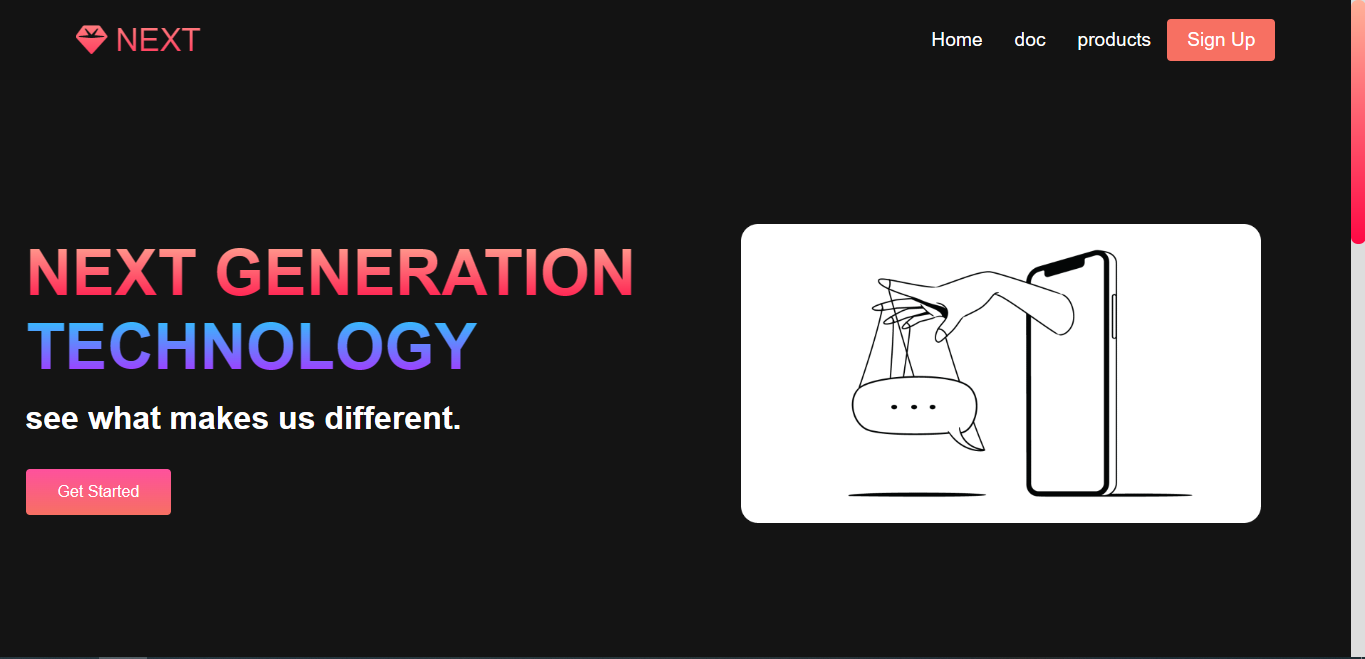 NEXT
Home
doc
products
Sign Up
NEXT GENERATION
TECHNOLOGY
see what makes us different.
Get Started